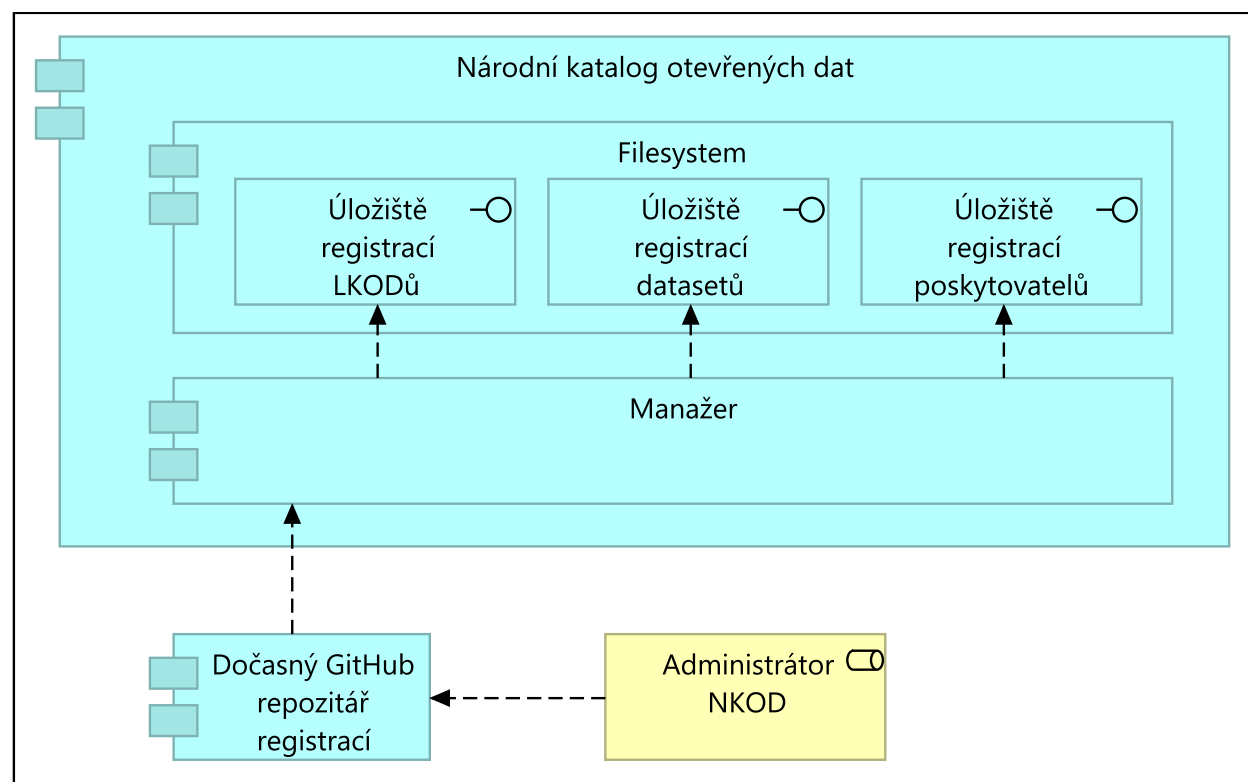 Národní katalog otevřených dat
Filesystem
Úložiště
registrací
LKODů
Úložiště
registrací
datasetů
Úložiště
registrací
poskytovatelů
Manažer
Dočasný GitHub
repozitář
registrací
Administrátor
NKOD